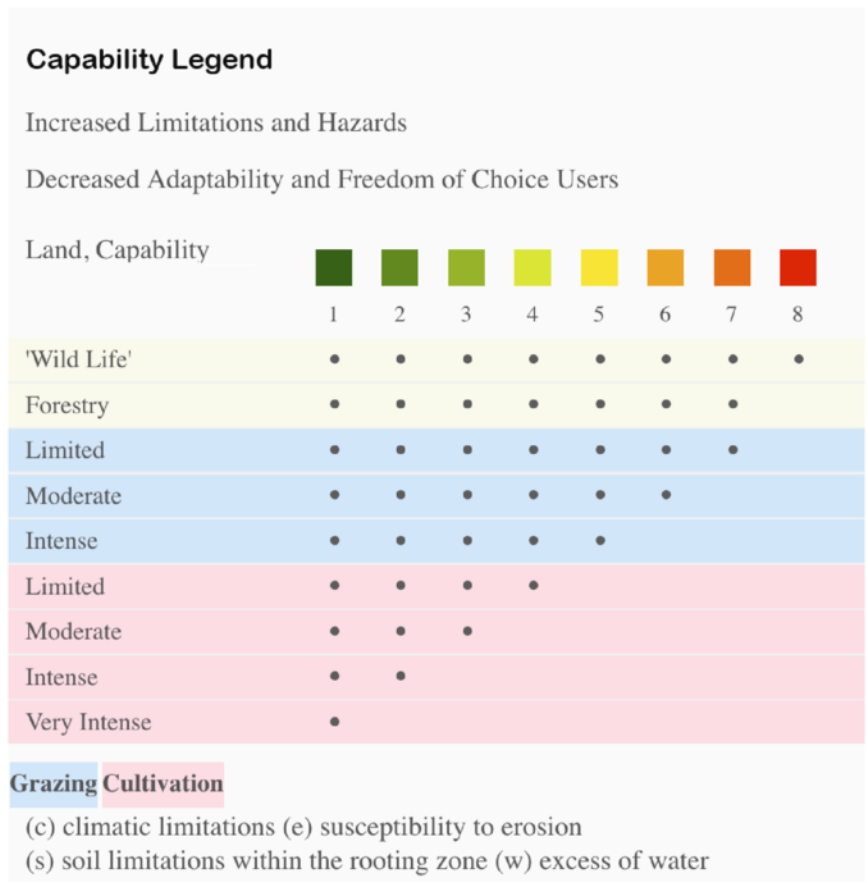 Capability Legend
Increased Limitations and Hazards
Decreased Adaptability and Freedom of Choice Users
Land, Capability
1 2 3 4 5 6 7 8
'Wild Life'
Forestry
Limited
Moderate
Intense
Limited
Moderate
Intense
Very Intense
Grazing Cultivation
(c) climatic limitations (e) susceptibility to erosion
(s) soil limitations within the rooting zone (w) excess of water